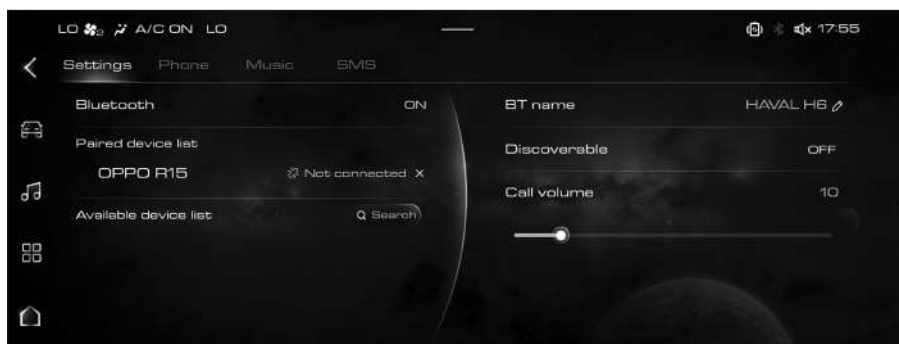 LO 2 A/C ON LO 17:55
Settings Phone Music SMS
Bluetooth ON
Paired device list
OPPO R15 Not connected X
Available device list Search
BT name HAVAL H6
Discoverable OFF
Call volume 10